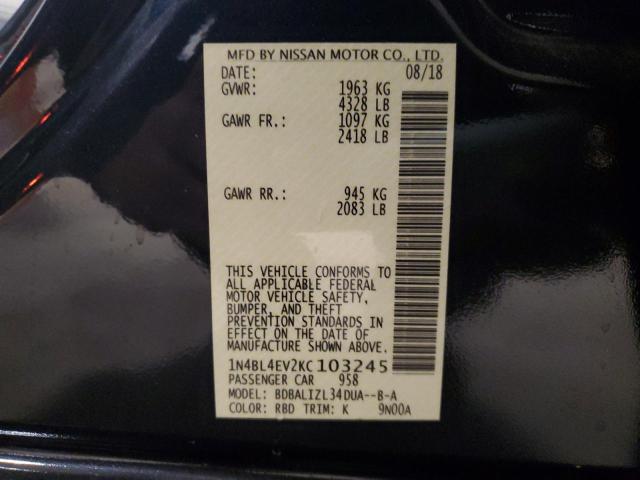 MFD BY NISSAN MOTOR CO., LTD.
DATE: 08/18
GVWR: 1963 KG
4328 LB
GAWR FR.: 1097 KG
2418 LB
GAWR RR.: 945 KG
2083 LB
THIS VEHICLE CONFORMS TO
ALL APPLICABLE FEDERAL
MOTOR VEHICLE SAFETY,
BUMPER, AND THEFT
PREVENTION STANDARDS IN
EFFECT ON THE DATE OF
MANUFACTURE SHOWN ABOVE.
1N4BL4EV2KC103245
PASSENGER CAR 958
MODEL: BDBALIZL34DUA--B-A
COLOR: RBD TRIM: K 9N00A